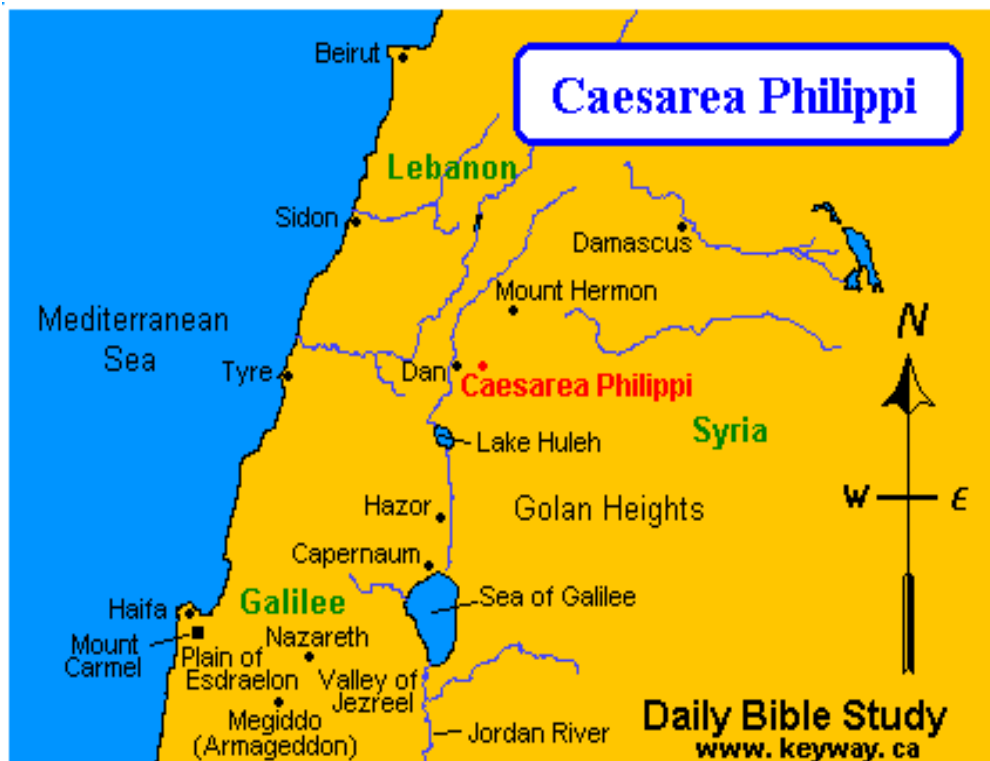 Beirut
Caesarea Philippi
Lebanon
Sidon
Damascus
Mount Hermon
Mediterranean
Sea
N
Tyre
Dan
Caesarea Philippi
Syria
Lake Huleh
W
E
Hazor
Golan Heights
Capernaum
Galilee
Sea of Galilee
Haifa
Mount
Carmel
Nazareth
Plain of
Esdraelon
Valley of
Jezreel
Megiddo
(Armageddon)
Jordan River
Daily Bible Study
www.keyway.ca